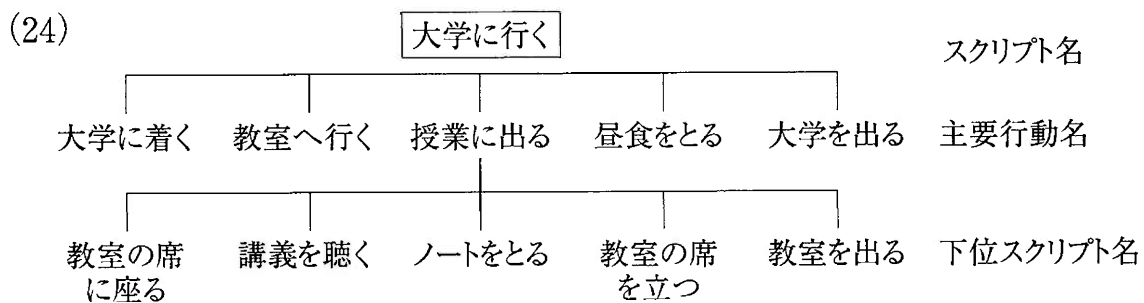 (24)
大学に行く
スクリプト名
大学に着く 教室へ行く 授業に出る 昼食をとる 大学を出る 主要行動名
教室の席 講義を聴く ノートをとる 教室の席 教室を出る 下位スクリプト名
に座る を立つ